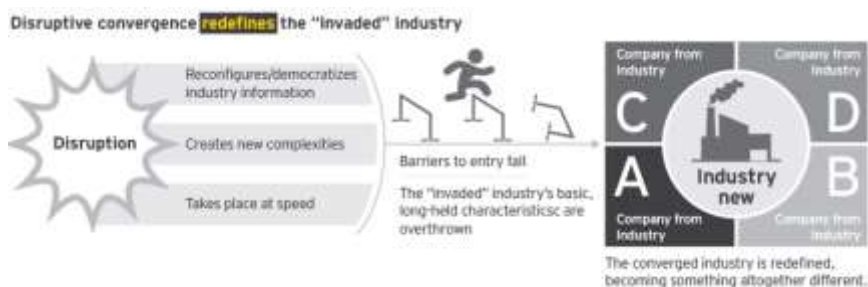 Disruptive convergence redefines the "invaded" industry
Disruption
Reconfigures/democratizes
industry information
Creates new complexities
Takes place at speed
Barriers to entry fall
The "invaded" industry's basic,
long-held characteristicsc are
overthrown
Company from
Industry
C
Company from
Industry
D
A
Company from
Industry
B
Company from
Industry
Industry
new
The converged industry is redefined,
becoming something altogether different.